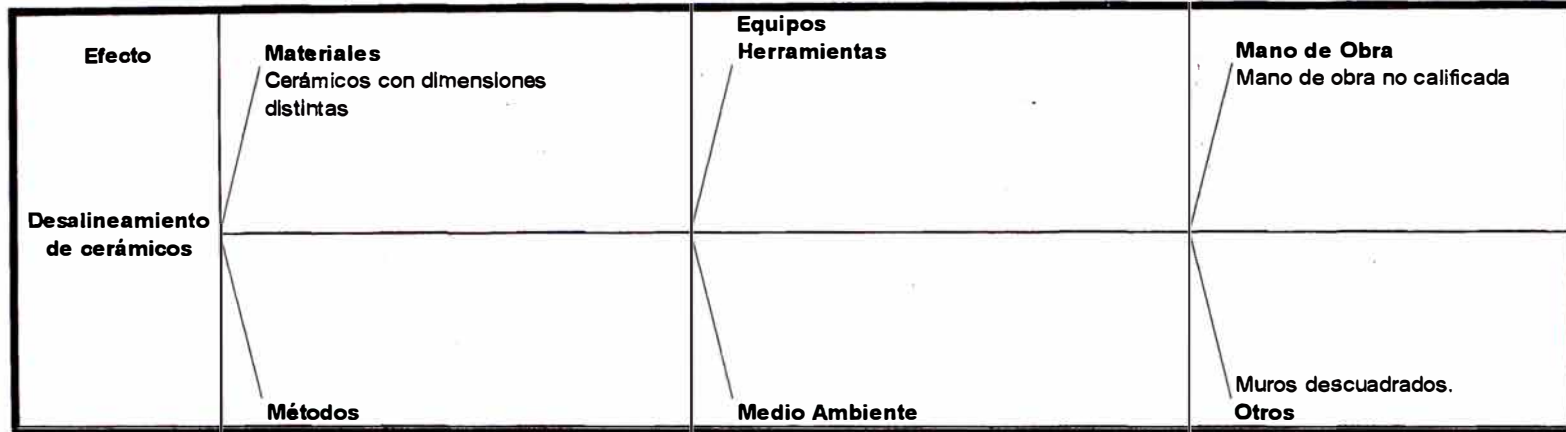 Efecto
Desalineamiento
de cerámicos
Materiales
Cerámicos con dimensiones
distintas
Equipos
Herramientas
Mano de Obra
Mano de obra no calificada
Métodos
Medio Ambiente
Muros descuadrados.
Otros